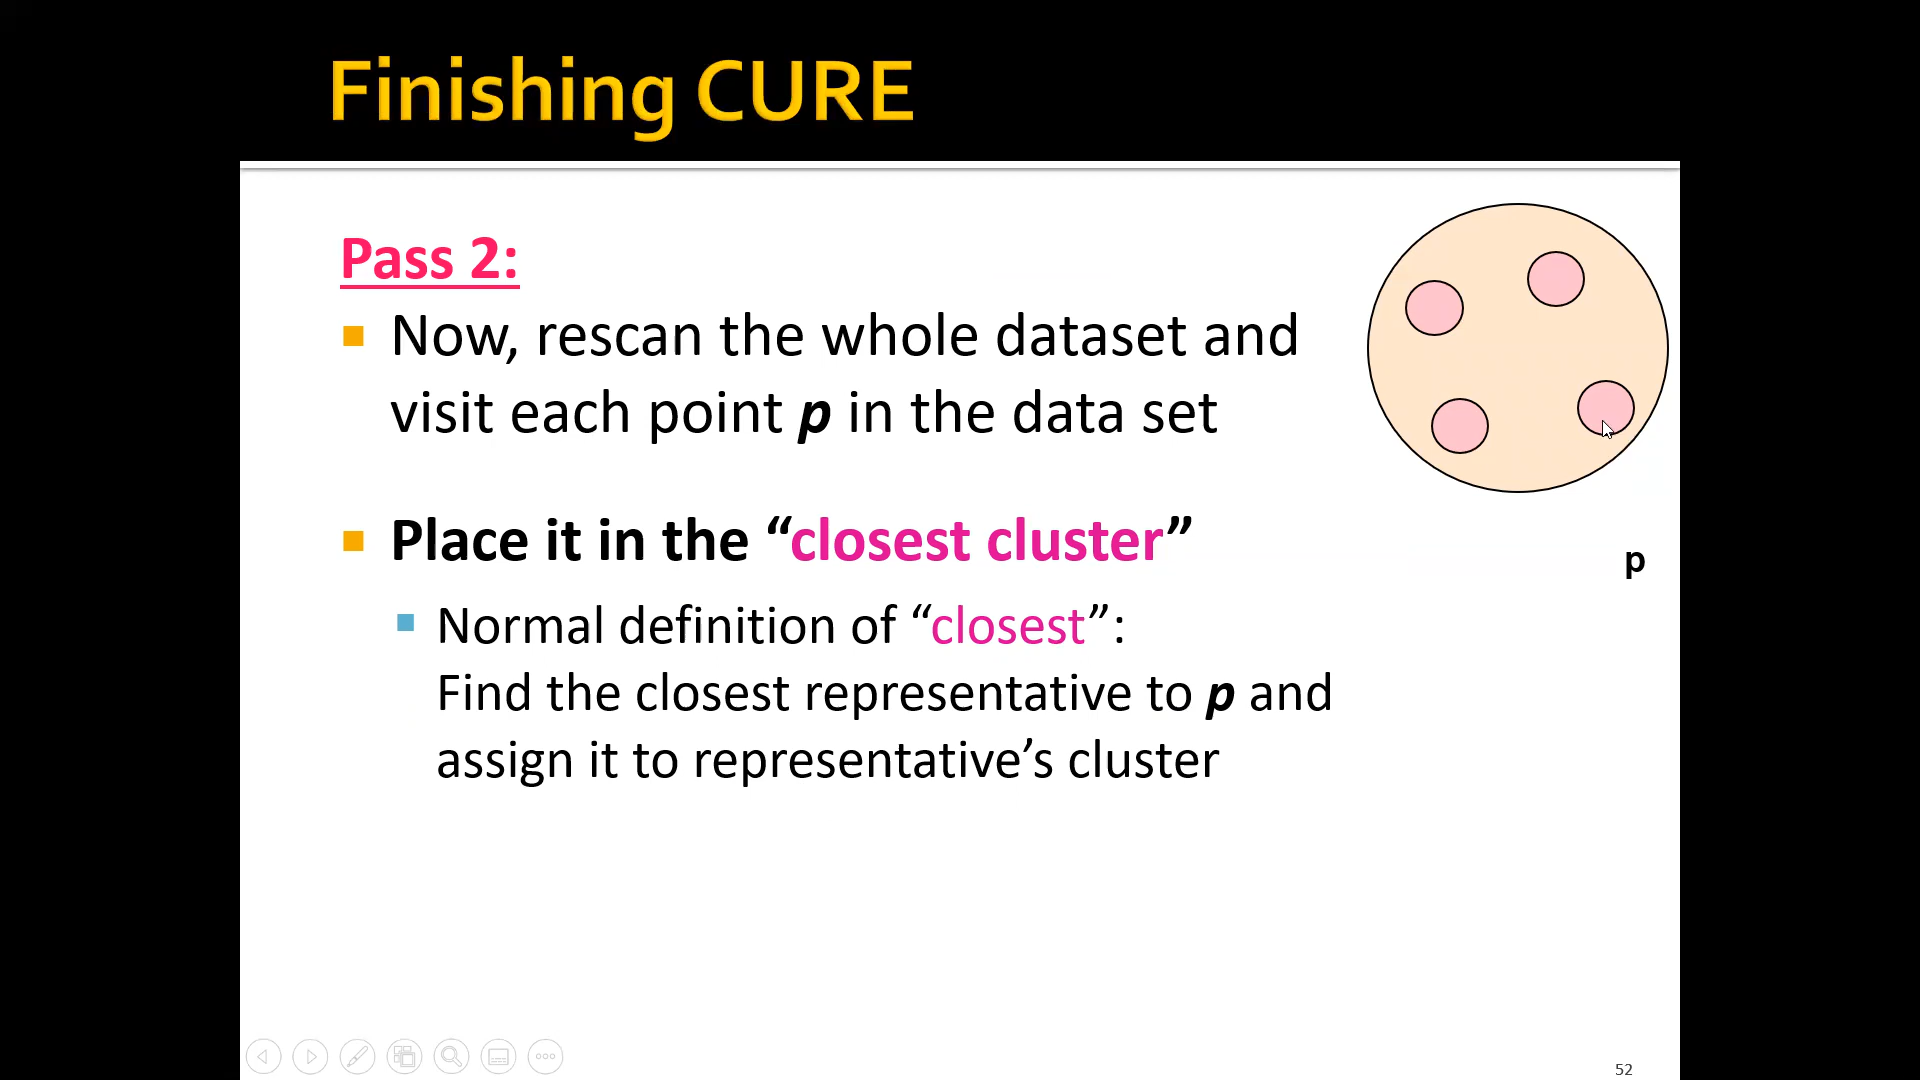 Finishing CURE
Pass 2:
Now, rescan the whole dataset and
visit each point p in the data set
Place it in the “closest cluster”
p
Normal definition of “closest”:
Find the closest representative to p and
assign it to representative’s cluster
52